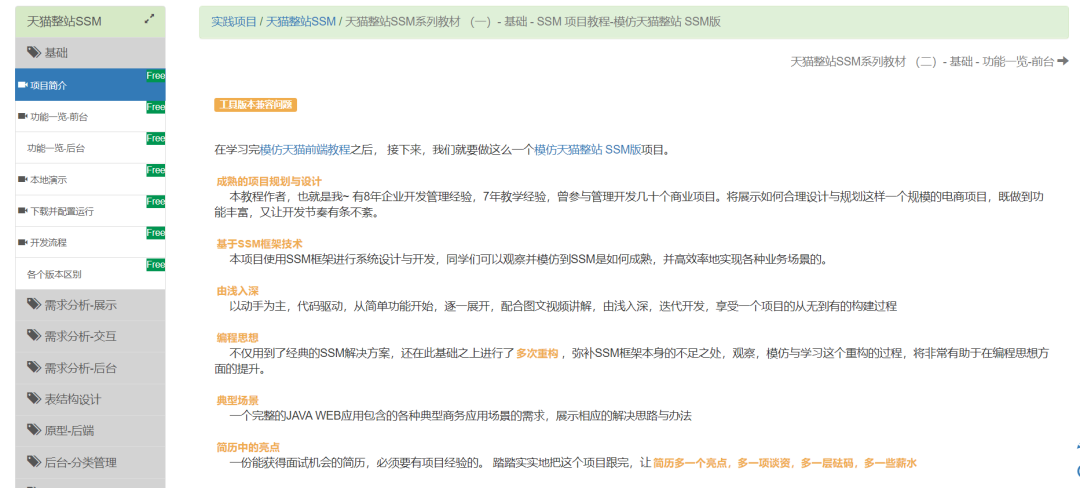 天猫整站SSM
实践项目 / 天猫整站SSM / 天猫整站SSM系列教材 （一）- 基础 - SSM 项目教程-模仿天猫整站 SSM版
基础
天猫整站SSM系列教材 （二）- 基础 - 功能一览-前台
项目简介
Free
功能一览-前台
Free
功能一览-后台
Free
本地演示
Free
下载并配置运行
Free
开发流程
Free
各个版本区别
Free
需求分析-展示
需求分析-交互
需求分析-后台
表结构设计
原型-后端
后台-分类管理
工具版本兼容问题
在学习完模仿天猫前端教程之后， 接下来，我们就要做这么一个模仿天猫整站 SSM版项目。
成熟的项目规划与设计
本教程作者，也就是我~ 有8年企业开发管理经验，7年教学经验，曾参与管理开发几十个商业项目。将展示如何合理设计与规划这样一个规模的电商项目，既做到功
能丰富，又让开发节奏有条不紊。
基于SSM框架技术
本项目使用SSM框架进行系统设计与开发，同学们可以观察并模仿到SSM是如何成熟，并高效率地实现各种业务场景的。
由浅入深
以动手为主，代码驱动，从简单功能开始，逐一展开，配合图文视频讲解，由浅入深，迭代开发，享受一个项目的从无到有的构建过程
编程思想
不仅用到了经典的SSM解决方案，还在此基础之上进行了 多次重构 ，弥补SSM框架本身的不足之处，观察，模仿与学习这个重构的过程，将非常有助于在编程思想方
面的提升。
典型场景
一个完整的JAVA WEB应用包含的各种典型商务应用场景的需求，展示相应的解决思路与办法
简历中的亮点
一份能获得面试机会的简历，必须要有项目经验的。 踏踏实实地把这个项目跟完，让 简历多一个亮点，多一项谈资，多一层砝码，多一些薪水